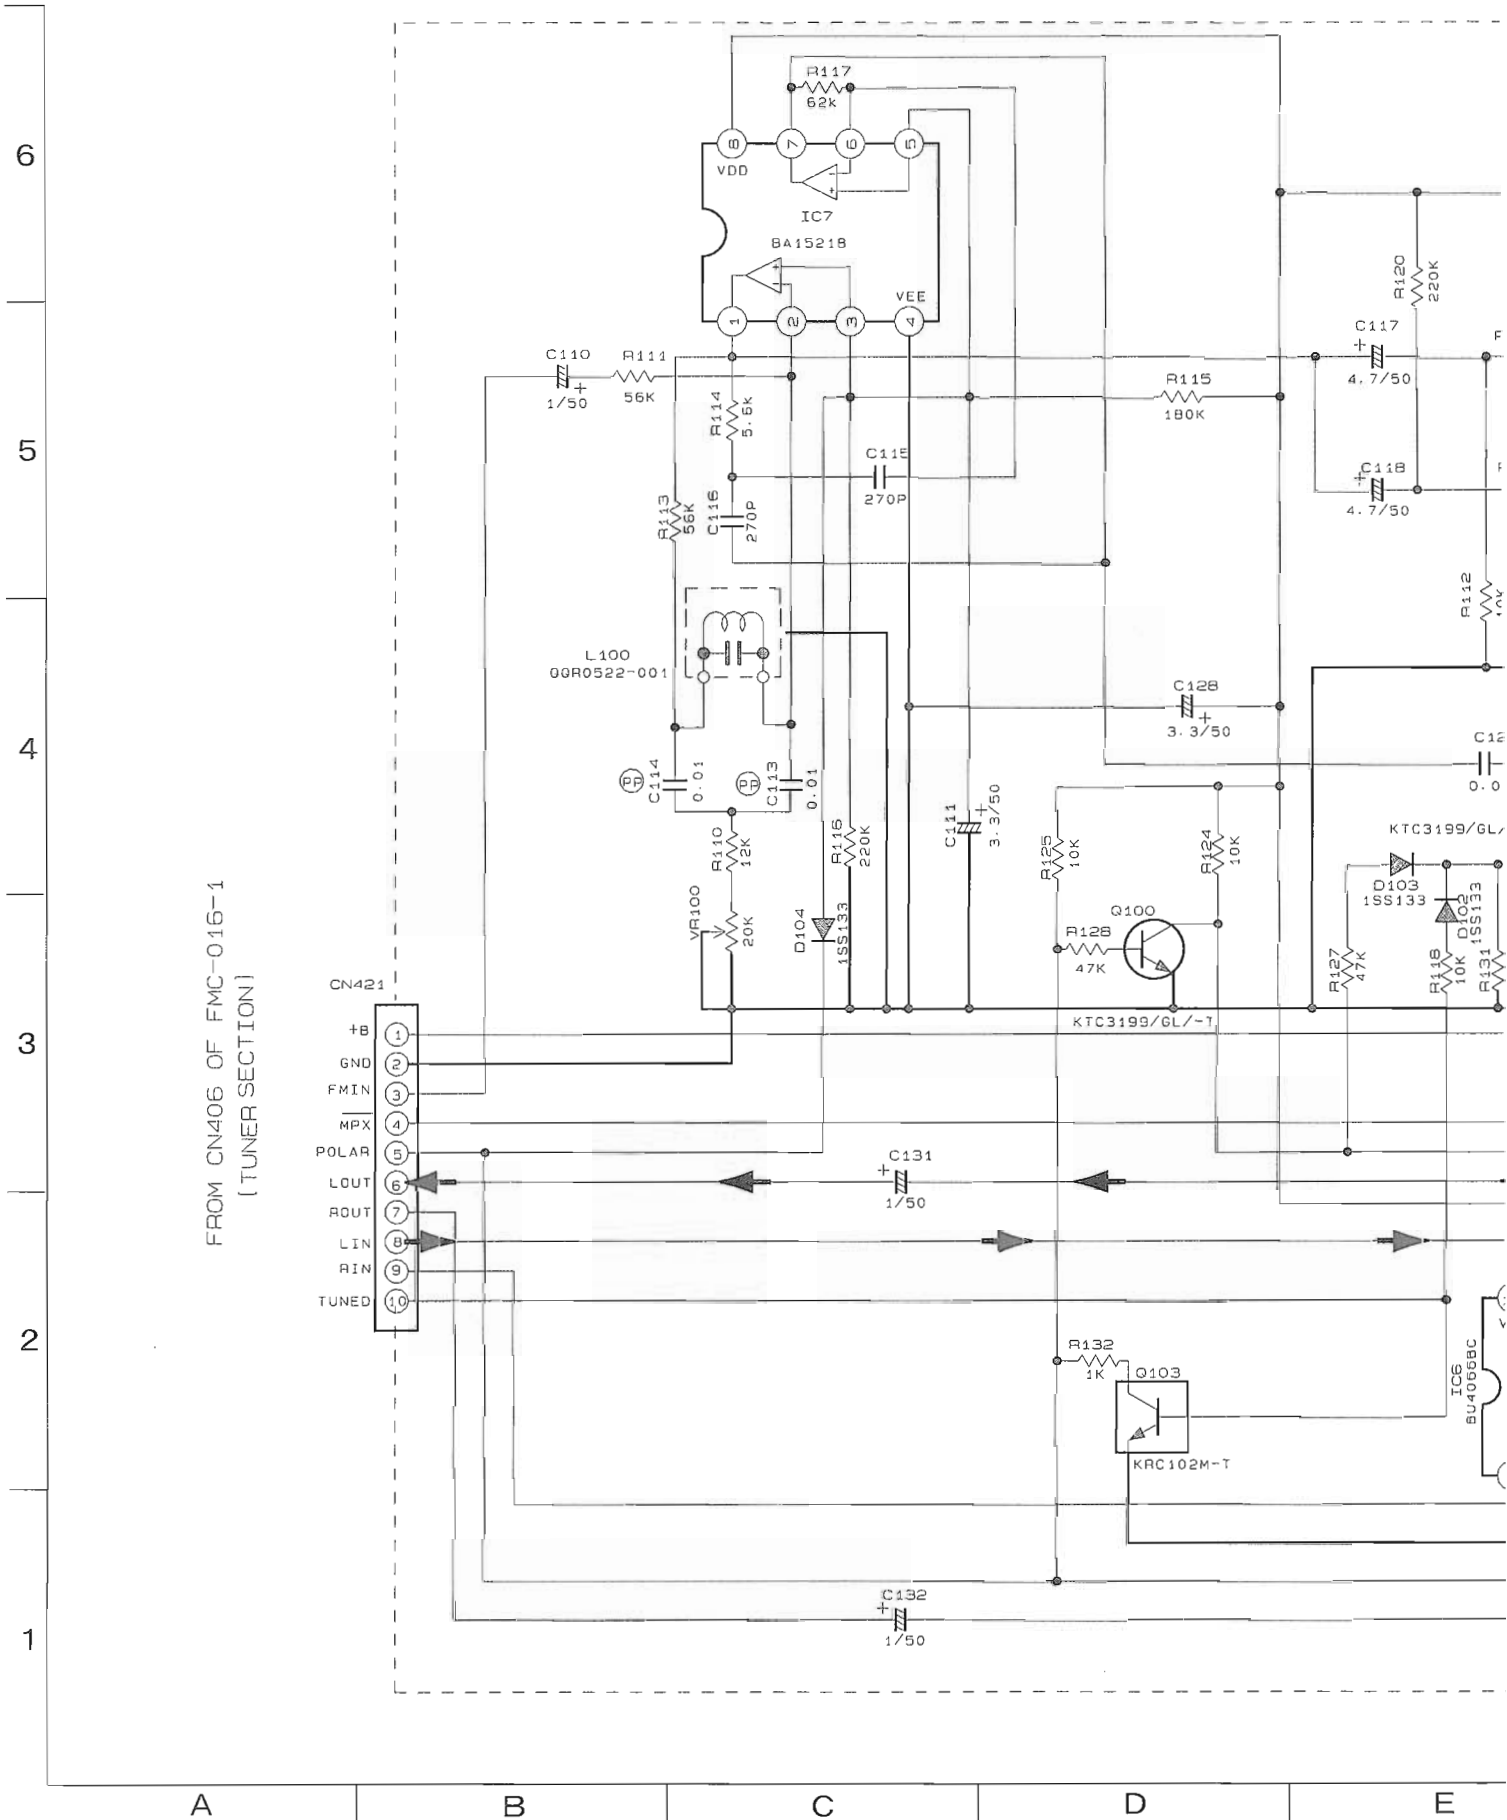 R117
62K
6
8
7
6
5
VDD
IC7
BA15218
R120
220K
VEE
1
2
3
4
C117
+
4.7/50
C110
R111
+
1/50
56K
R114
5.6K
R115
180K
5
C115
270P
C118
+
4.7/50
R113
56K
C116
270P
R112
L100
QQR0522-001
C128
+
3.3/50
4
C12
0.0
PP
C114
0.01
PP
C113
0.01
C111
+
3.3/50
KTC3199/GL/
R110
12K
R116
220K
R125
10K
R124
10K
D103
1SS133
D102
1SS133
VR100
20K
D104
1SS133
Q100
R128
47K
KTC3199/GL/-T
R127
47K
R118
10K
R131
FROM CN406 OF FMC-016-1
[TUNER SECTION]
CN421
3
+B 1
GND 2
FMIN 3
MPX 4
POLAR 5
LOUT 6
ROUT 7
LIN 8
RIN 9
TUNED 10
C131
+
1/50
2
R132
1K
Q103
KRC102M-T
IC6
BU4066BC
C132
+
1/50
1
A B C D E